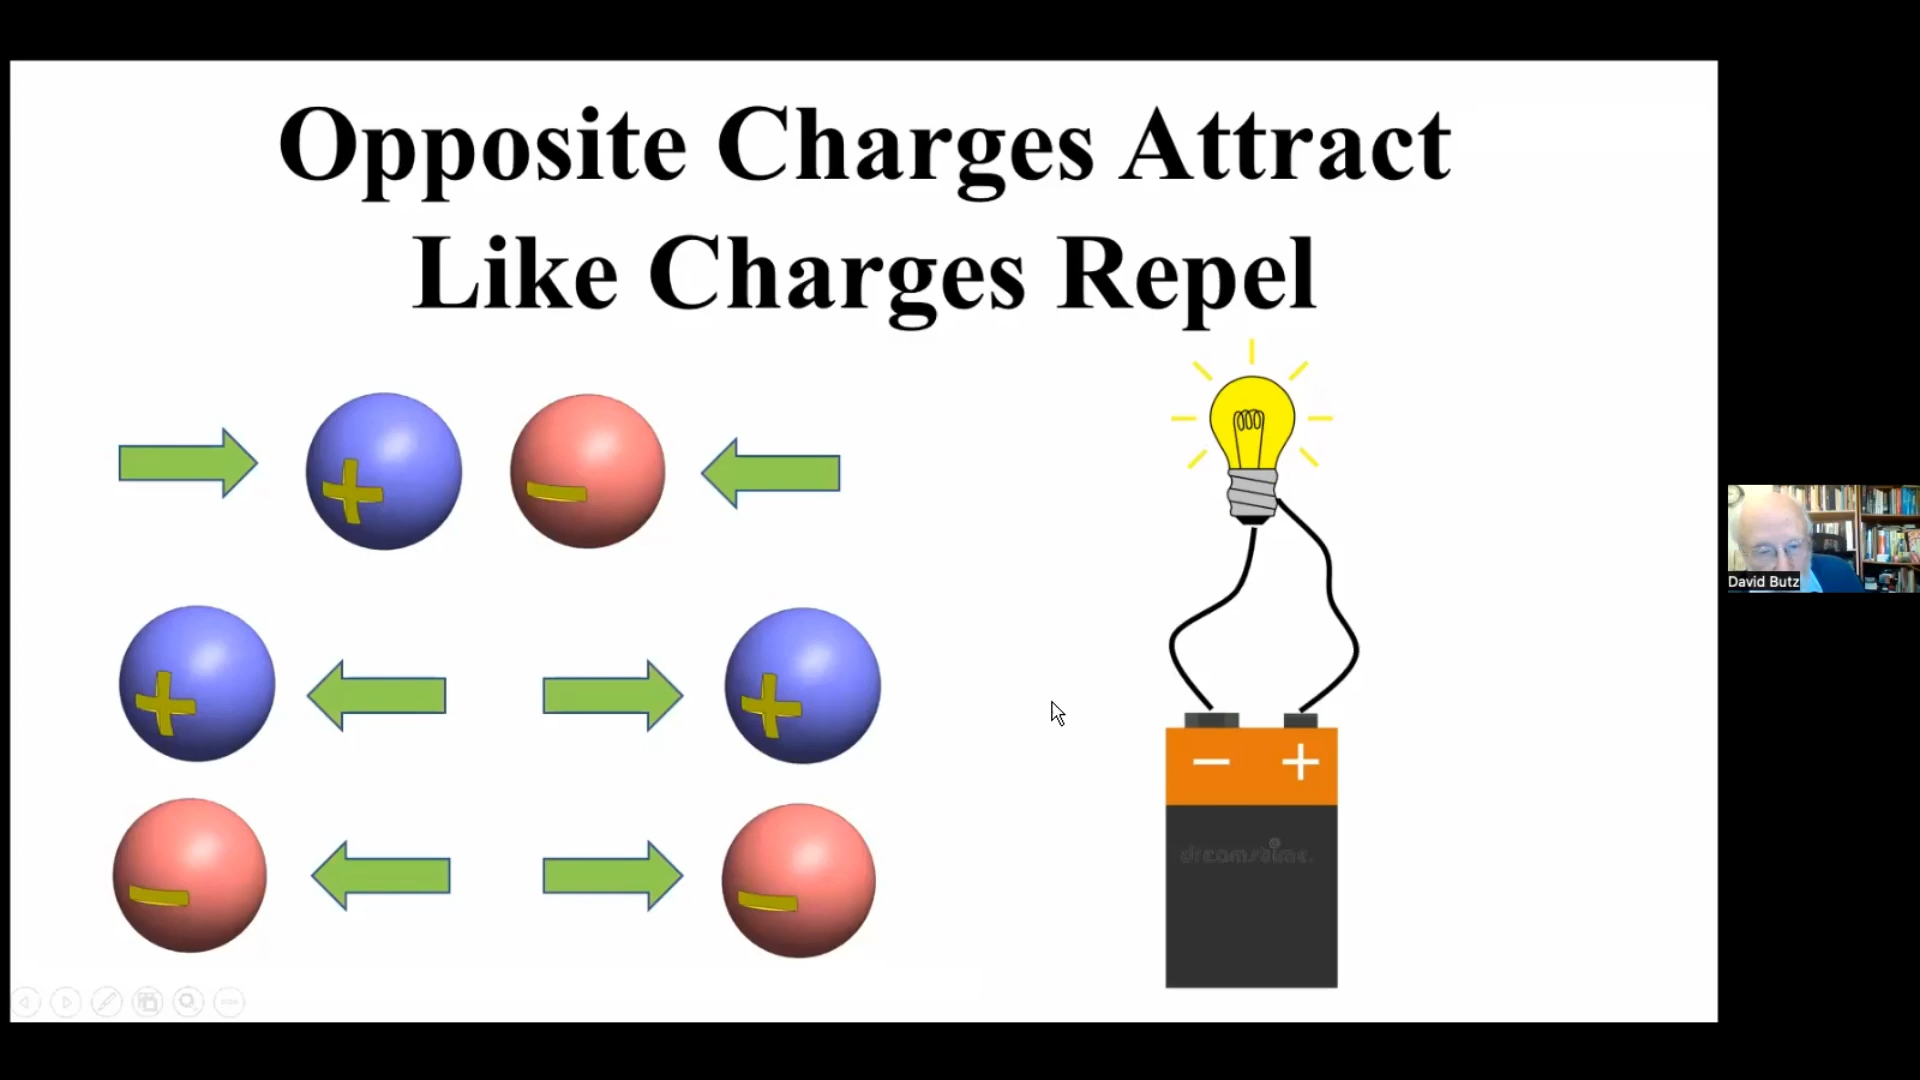 Opposite Charges Attract
Like Charges Repel
+
−
+
+
−
−
− +
dreamstime.
David Butz